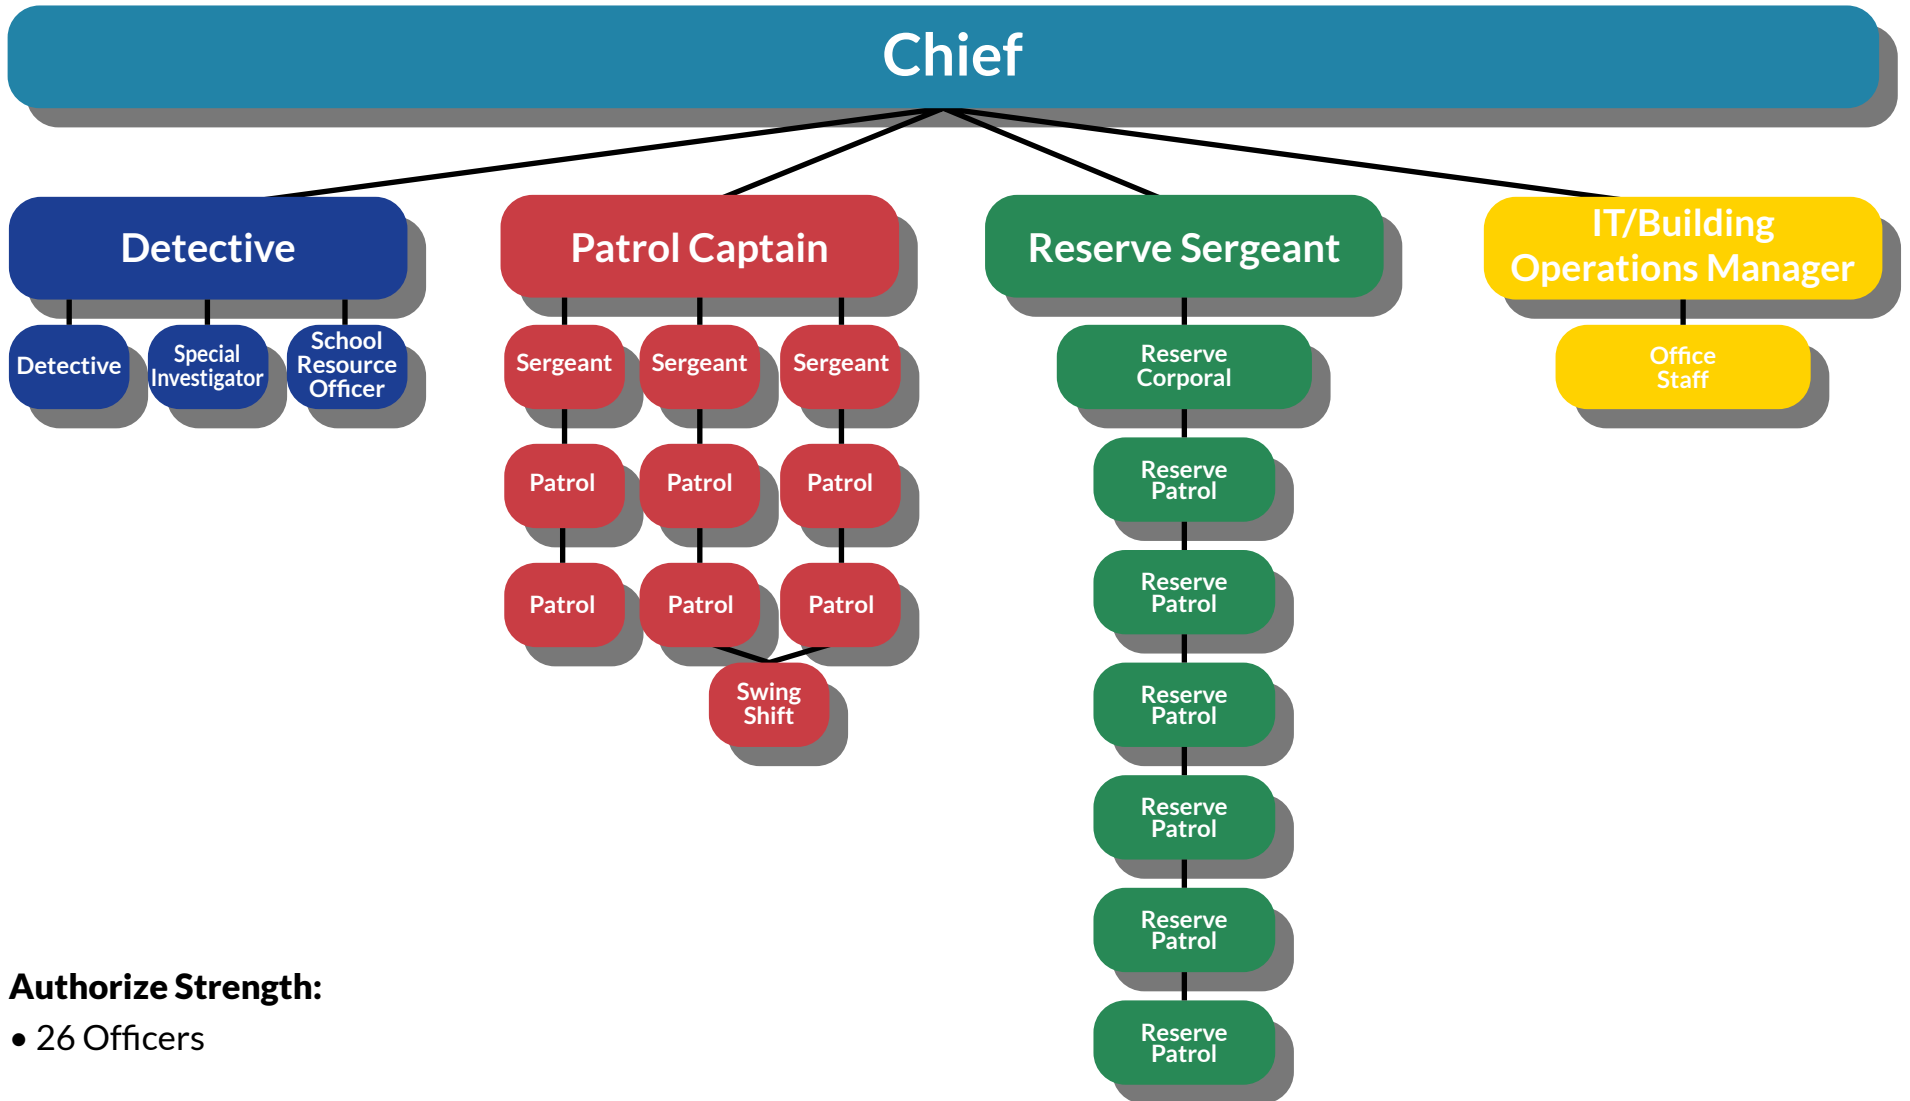 Chief
Detective
Patrol Captain
Reserve Sergeant
IT/Building
Operations Manager
Detective
Special
Investigator
School
Resource
Officer
Sergeant
Sergeant
Sergeant
Reserve
Corporal
Office
Staff
Patrol
Patrol
Patrol
Reserve
Patrol
Patrol
Patrol
Patrol
Reserve
Patrol
Swing
Shift
Reserve
Patrol
Reserve
Patrol
Reserve
Patrol
Reserve
Patrol
Authorize Strength:
• 26 Officers